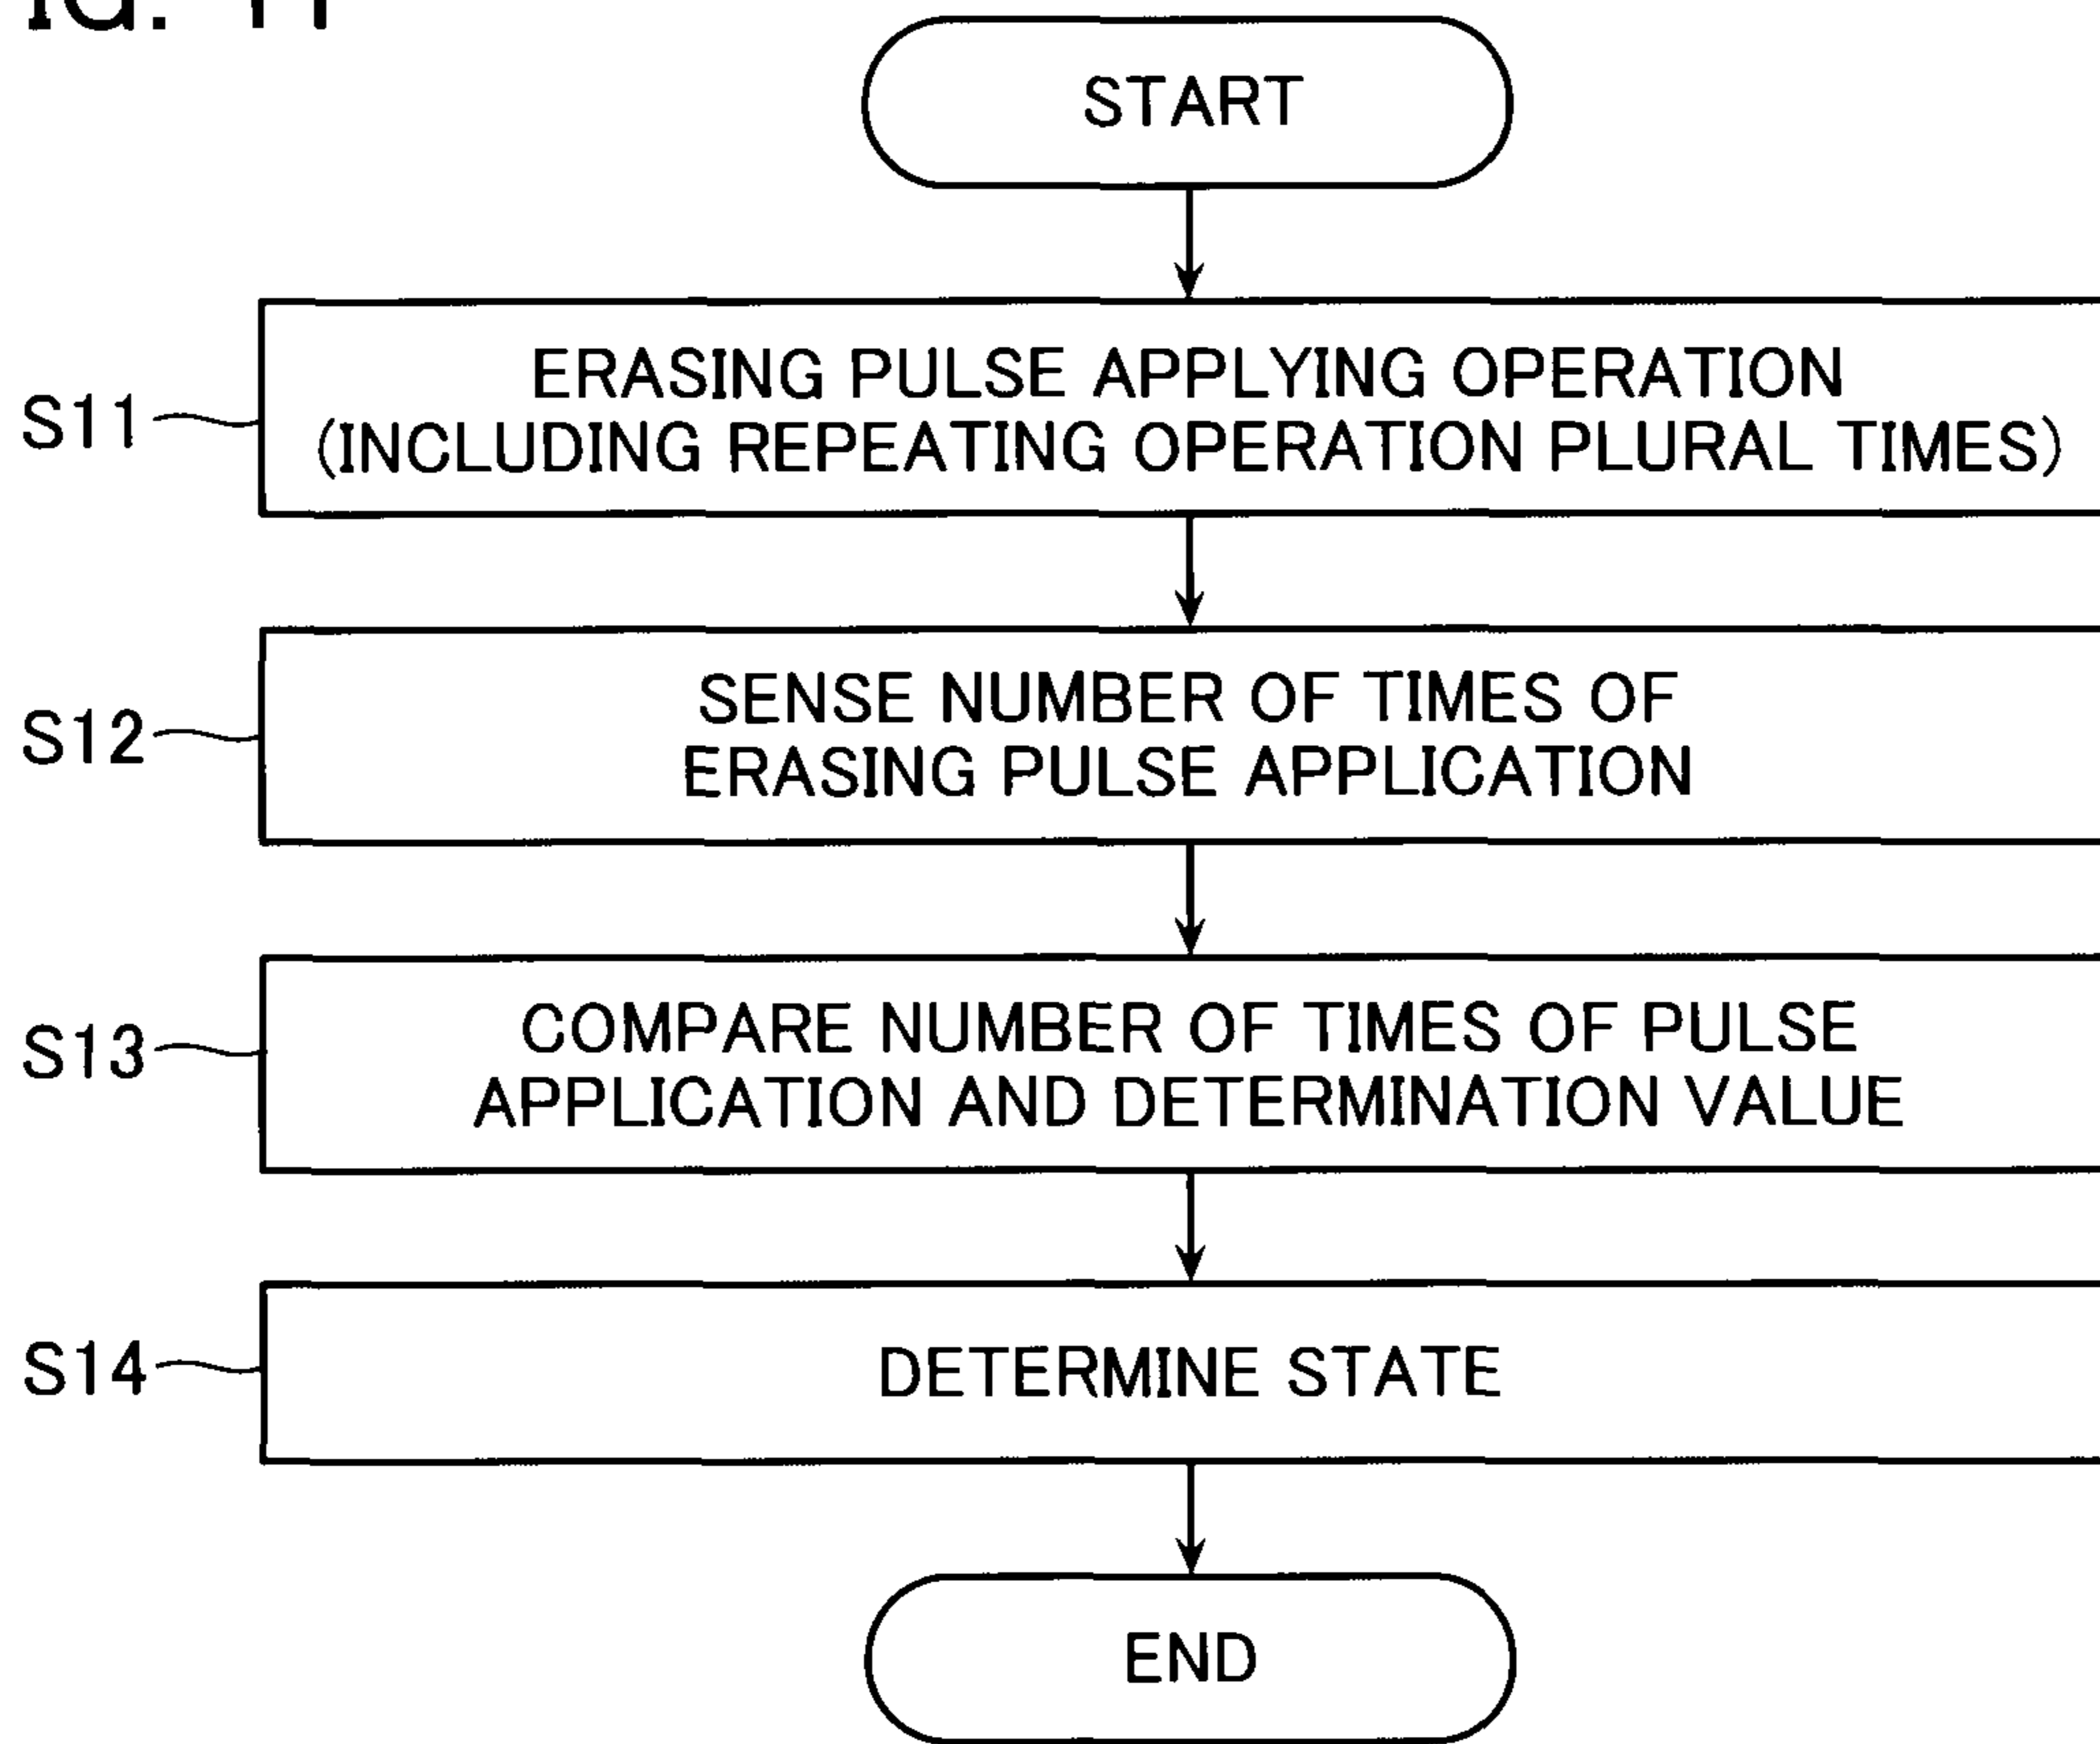 START
S11
ERASING PULSE APPLYING OPERATION
(INCLUDING REPEATING OPERATION PLURAL TIMES)
S12
SENSE NUMBER OF TIMES OF
ERASING PULSE APPLICATION
S13
COMPARE NUMBER OF TIMES OF PULSE
APPLICATION AND DETERMINATION VALUE
S14
DETERMINE STATE
END